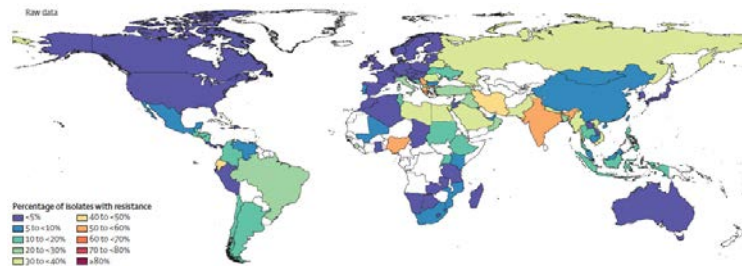 Raw data
Percentage of isolates with resistance
<5%
5 to <10%
10 to <20%
20 to <30%
30 to <40%
40 to <50%
50 to <60%
60 to <70%
70 to <80%
≥80%